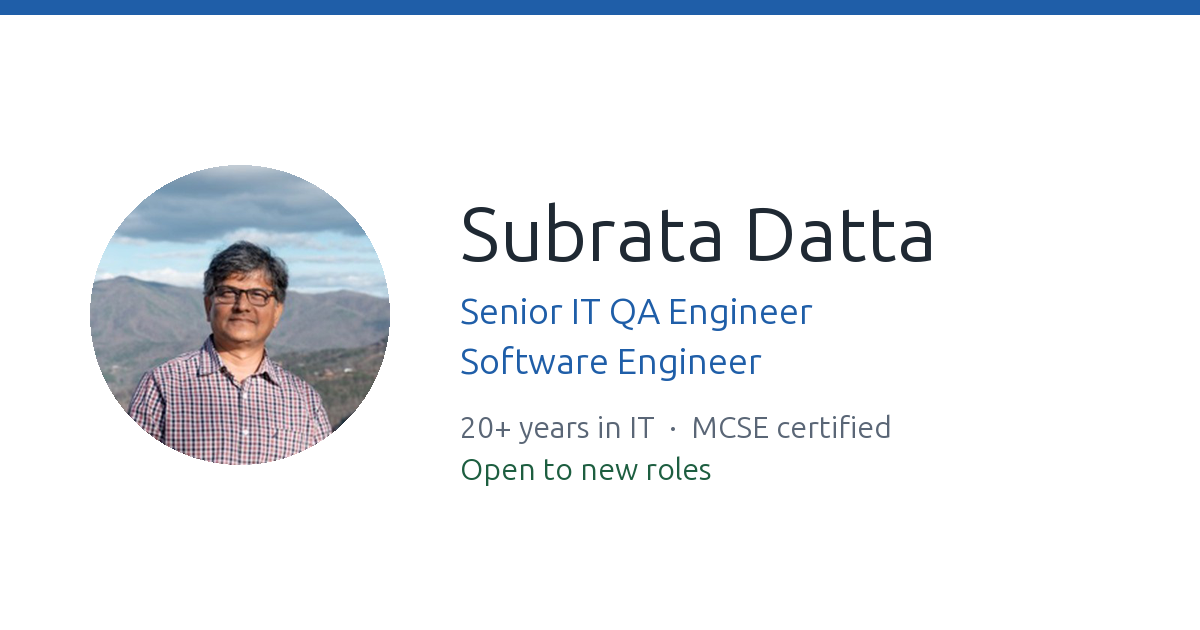 Subrata Datta
Senior IT QA Engineer
Software Engineer
20+ years in IT · MCSE certified
Open to new roles